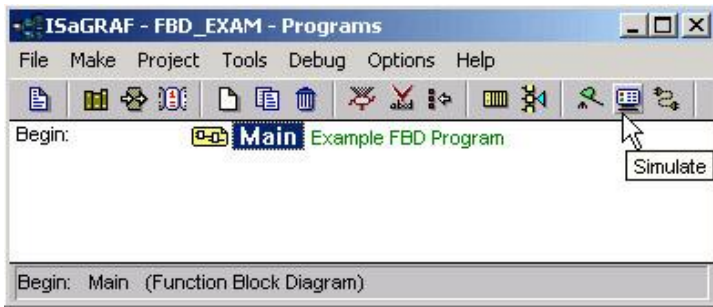 ISaGRAF - FBD_EXAM - Programs
File Make Project Tools Debug Options Help
Begin: Main Example FBD Program
Simulate
Begin: Main (Function Block Diagram)